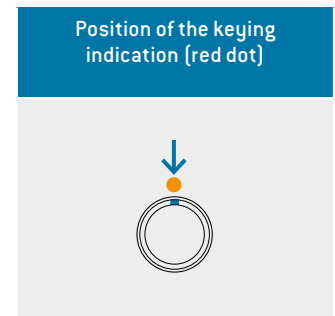 Position of the keying
indication (red dot)